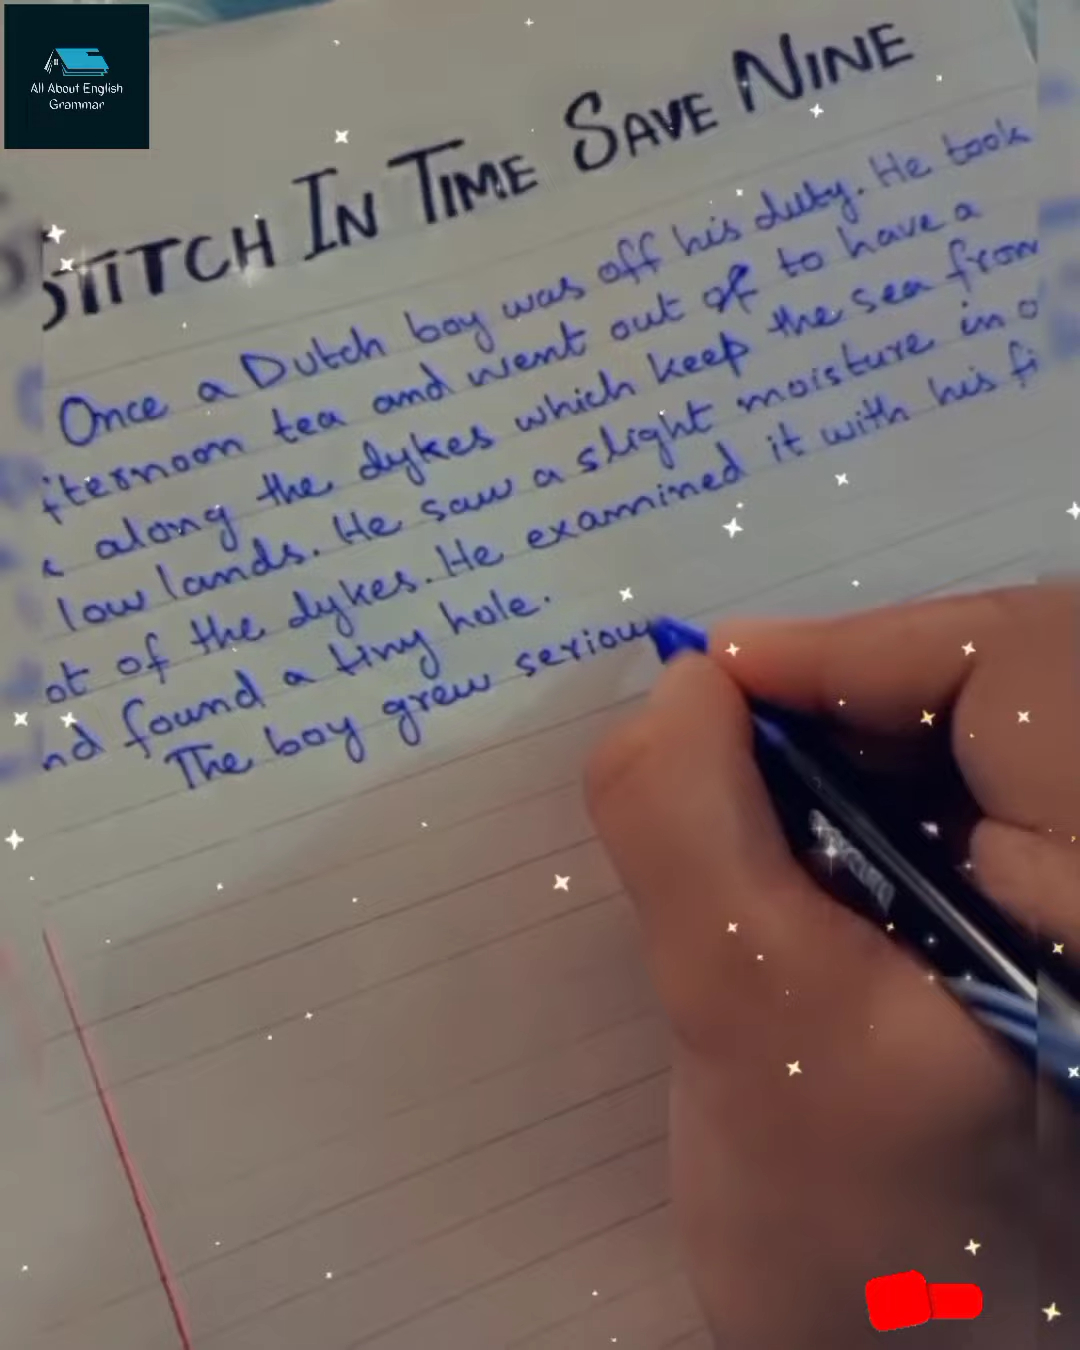 All About English
Grammar
STITCH IN TIME SAVE NINE
Once a Dutch boy was off his duty. He took
fternoon tea and went out of to have a
along the dykes which keep the sea from
low lands. He saw a slight moisture in o
ot of the dykes. He examined it with his fi
nd found a tiny hole.
The boy grew seriou